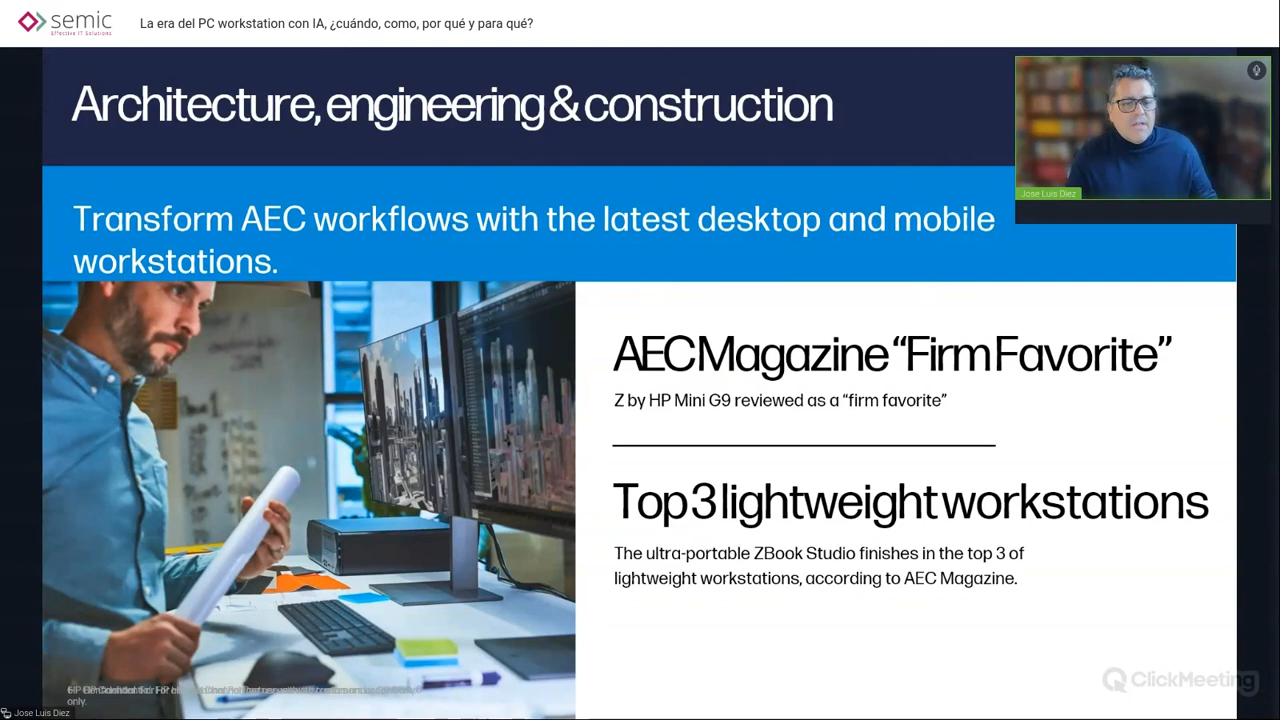 semic
Effective IT Solutions
La era del PC workstation con IA, ¿cuándo, como, por qué y para qué?
Architecture, engineering & construction
Jose Luis Diez
Transform AEC workflows with the latest desktop and mobile
workstations.
AEC Magazine “Firm Favorite”
Z by HP Mini G9 reviewed as a “firm favorite”
Top 3 lightweight workstations
The ultra-portable ZBook Studio finishes in the top 3 of
lightweight workstations, according to AEC Magazine.
ClickMeeting
only.
Jose Luis Diez